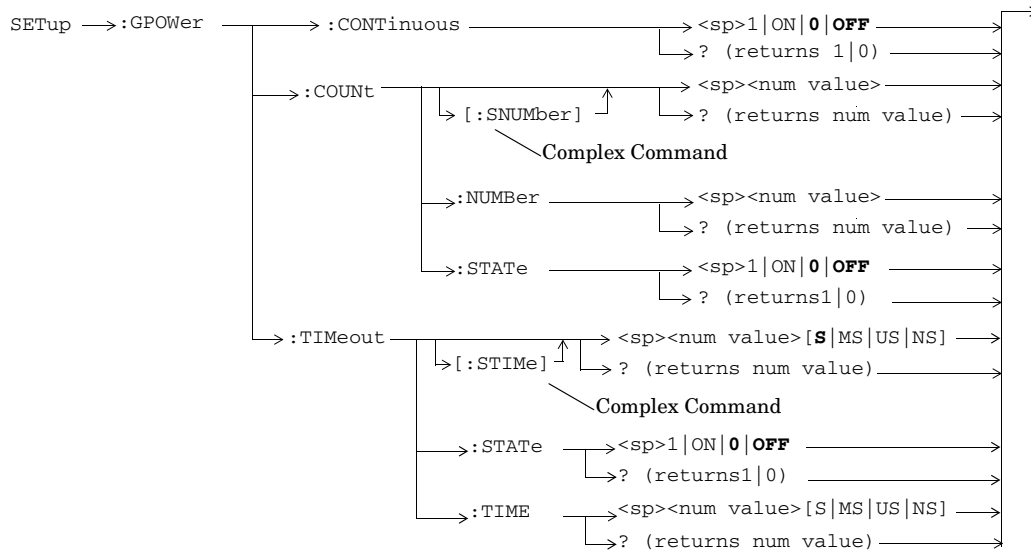 SETup :GPOWer :CONTinuous <sp>1|ON|0|OFF
? (returns 1|0)
:COUNt <sp><num value>
[:SNUMber] ? (returns num value)
Complex Command
:NUMBer <sp><num value>
? (returns num value)
:STATe <sp>1|ON|0|OFF
? (returns1|0)
:TIMeout <sp><num value>[S|MS|US|NS]
[:STIMe] ? (returns num value)
Complex Command
:STATe <sp>1|ON|0|OFF
? (returns1|0)
:TIME <sp><num value>[S|MS|US|NS]
? (returns num value)